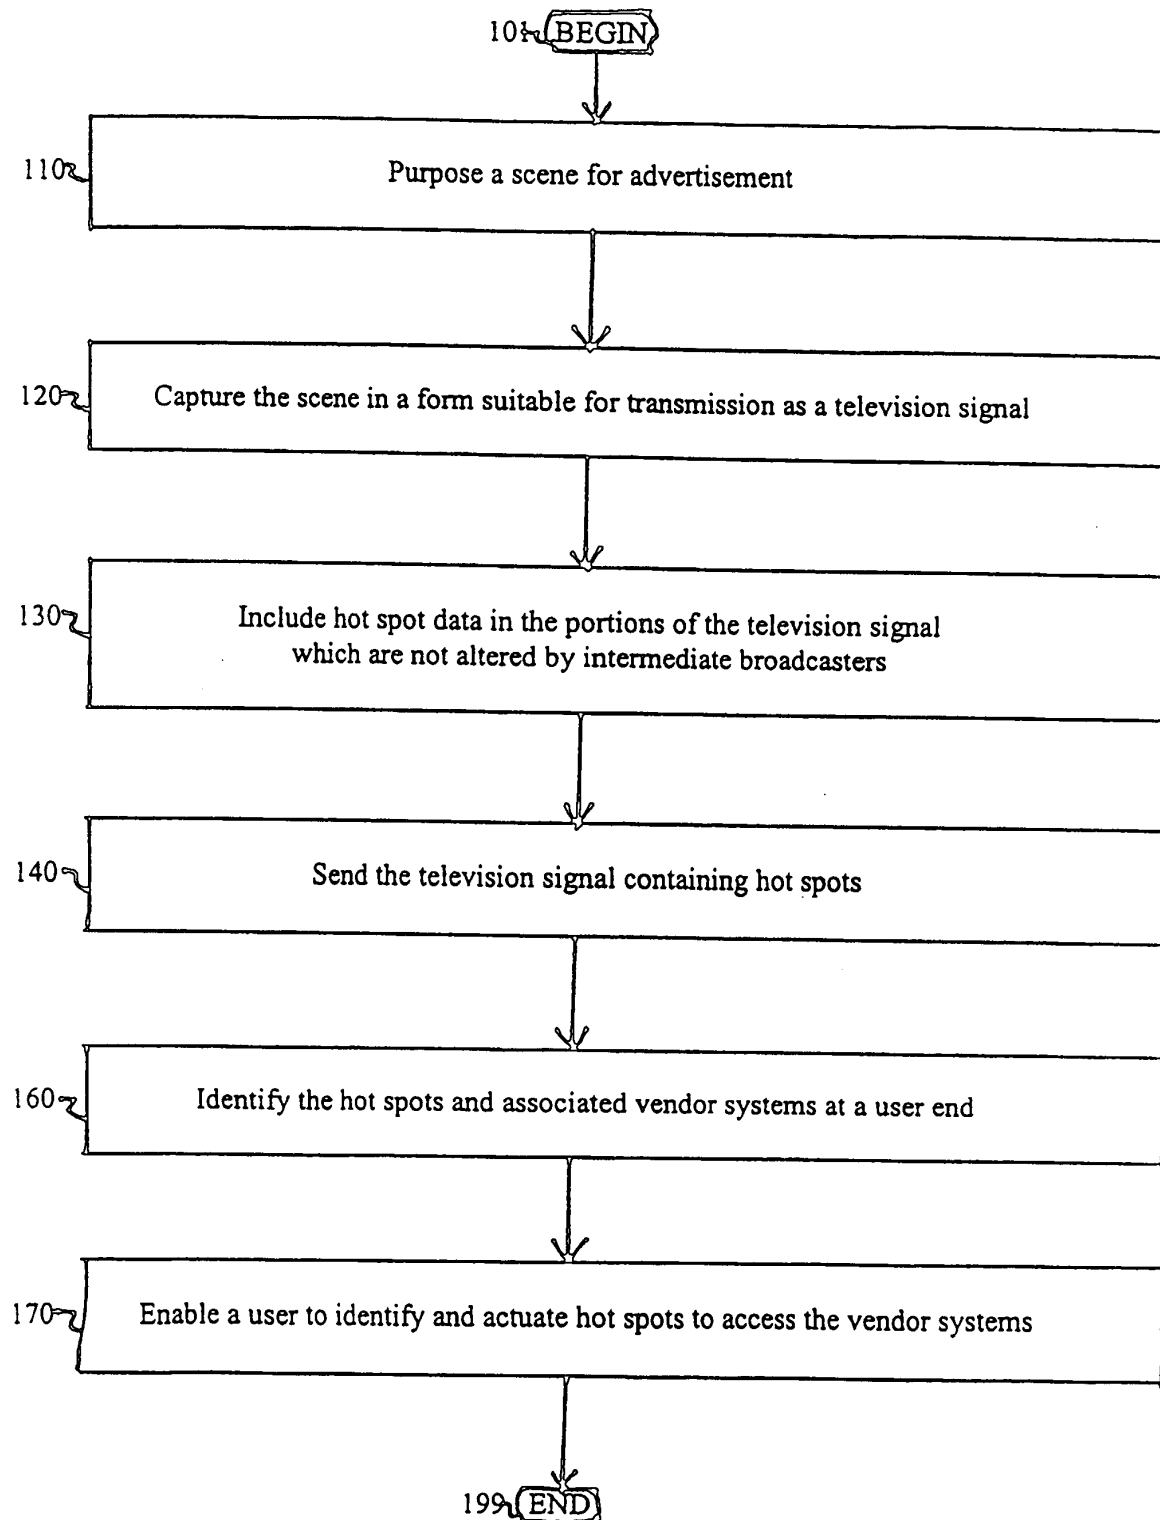 101 BEGIN
110 Purpose a scene for advertisement
120 Capture the scene in a form suitable for transmission as a television signal
130 Include hot spot data in the portions of the television signal
which are not altered by intermediate broadcasters
140 Send the television signal containing hot spots
160 Identify the hot spots and associated vendor systems at a user end
170 Enable a user to identify and actuate hot spots to access the vendor systems
199 END